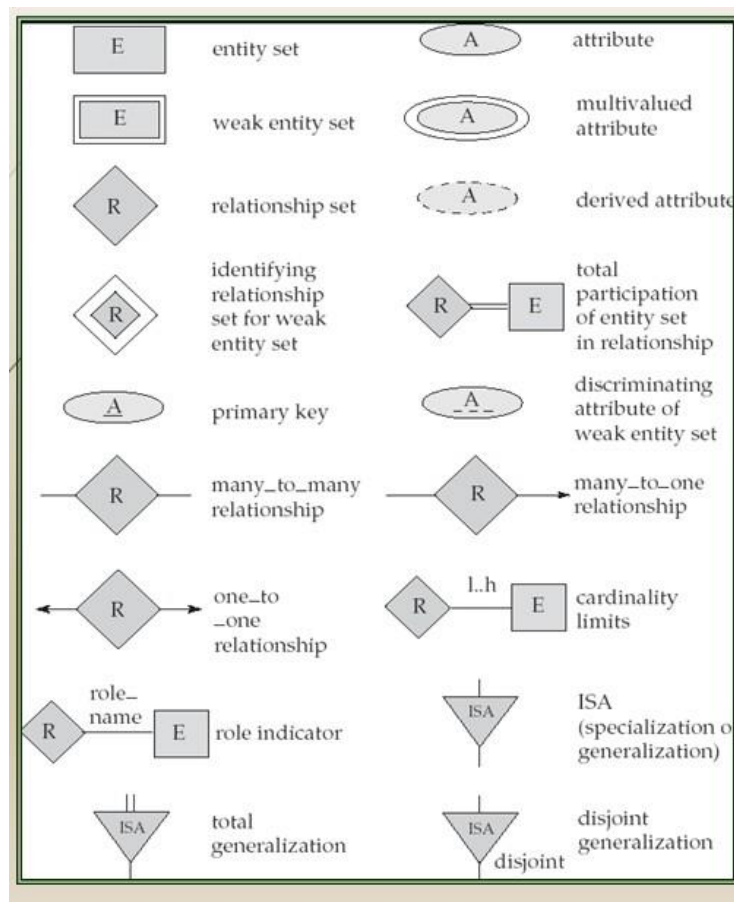 E
entity set
A
attribute
E
weak entity set
A
multivalued
attribute
R
relationship set
A
derived attribute
R
identifying
relationship
set for weak
entity set
R
E
total
participation
of entity set
in relationship
A
primary key
A
discriminating
attribute of
weak entity set
R
many_to_many
relationship
R
many_to_one
relationship
R
one_to
_one
relationship
R
l..h
E
cardinality
limits
R
role_
name
E
role indicator
ISA
ISA
(specialization o
generalization)
ISA
total
generalization
ISA
disjoint
disjoint
generalization